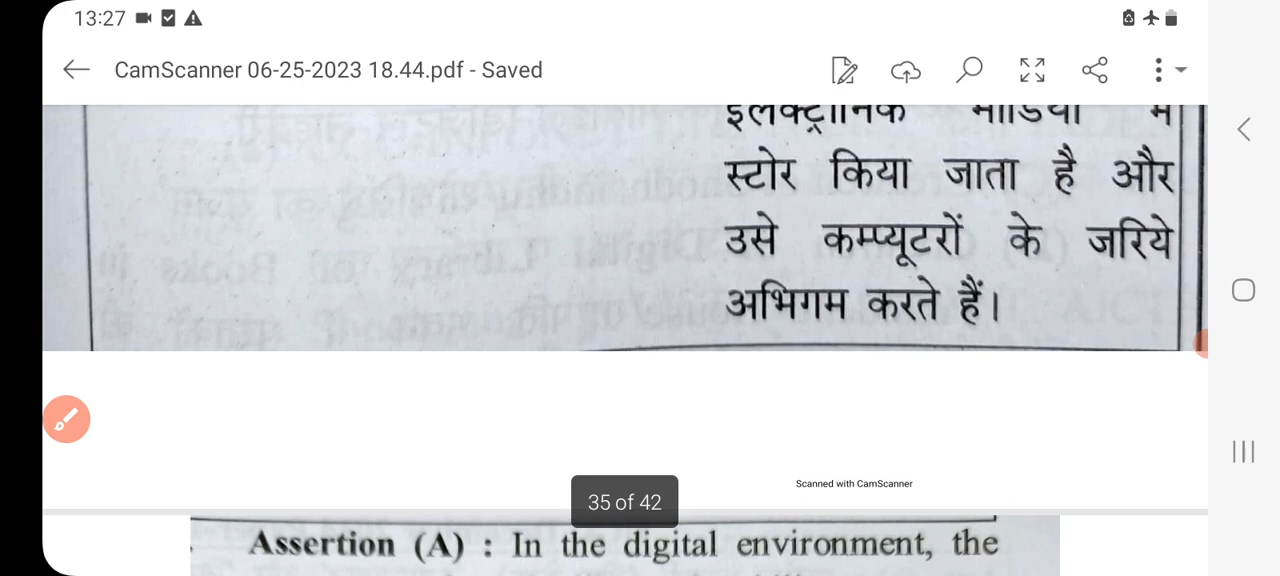 13:27
CamScanner 06-25-2023 18.44.pdf - Saved
इलेक्ट्रॉनिक मीडिया में
स्टोर किया जाता है और
उसे कम्प्यूटरों के जरिये
अभिगम करते हैं।
Scanned with CamScanner
35 of 42
Assertion (A) : In the digital environment, the